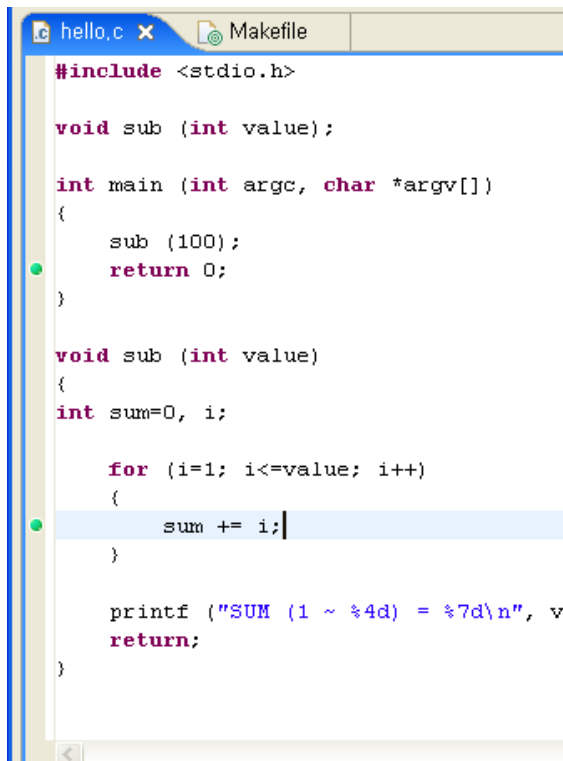 hello.c Makefile
#include <stdio.h>
void sub (int value);
int main (int argc, char *argv[])
{
sub (100);
return 0;
}
void sub (int value)
{
int sum=0, i;
for (i=1; i<=value; i++)
{
sum += i;
}
printf ("SUM (1 ~ %4d) = %7d\n", v
return;
}